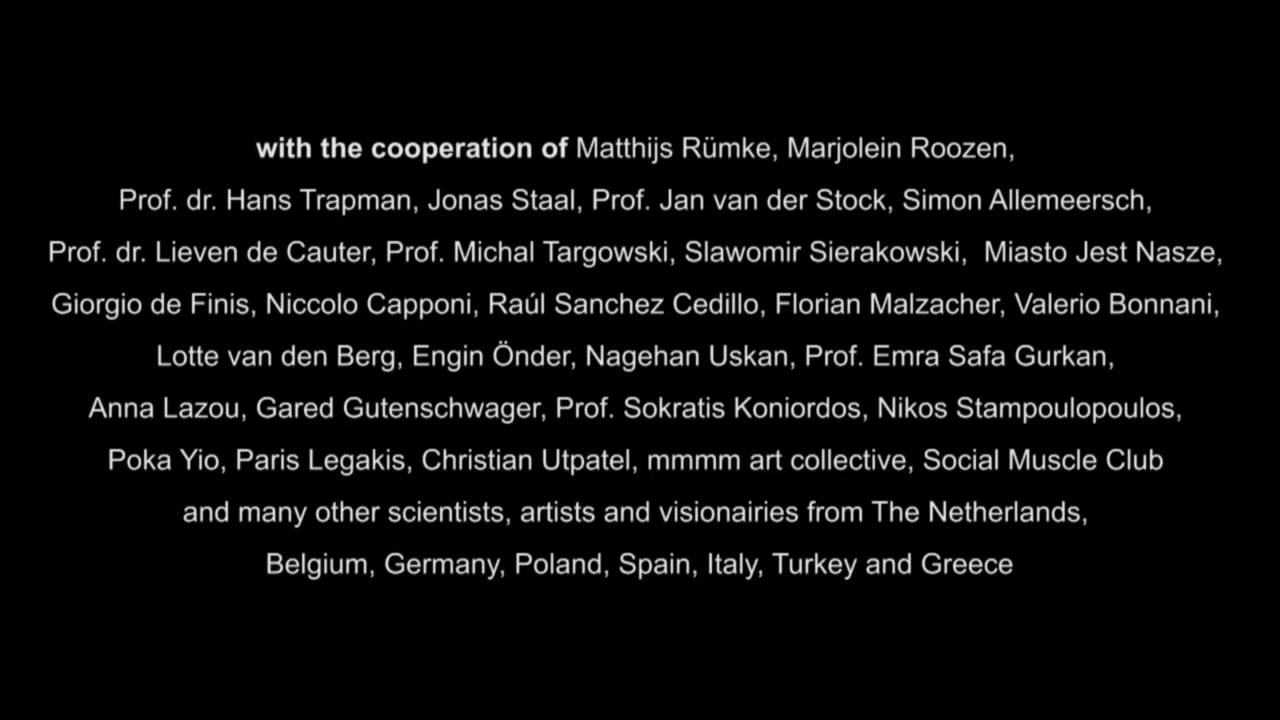 with the cooperation of Matthijs Rümke, Marjolein Roozen,
Prof. dr. Hans Trapman, Jonas Staal, Prof. Jan van der Stock, Simon Allemeersch,
Prof. dr. Lieven de Cauter, Prof. Michal Targowski, Slawomir Sierakowski,  Miasto Jest Nasze,
Giorgio de Finis, Niccolo Capponi, Raúl Sanchez Cedillo, Florian Malzacher, Valerio Bonnani,
Lotte van den Berg, Engin Önder, Nagehan Uskan, Prof. Emra Safa Gurkan,
Anna Lazou, Gared Gutenschwager, Prof. Sokratis Koniordos, Nikos Stampoulopoulos,
Poka Yio, Paris Legakis, Christian Utpatel, mmmm art collective, Social Muscle Club
and many other scientists, artists and visionairies from The Netherlands,
Belgium, Germany, Poland, Spain, Italy, Turkey and Greece